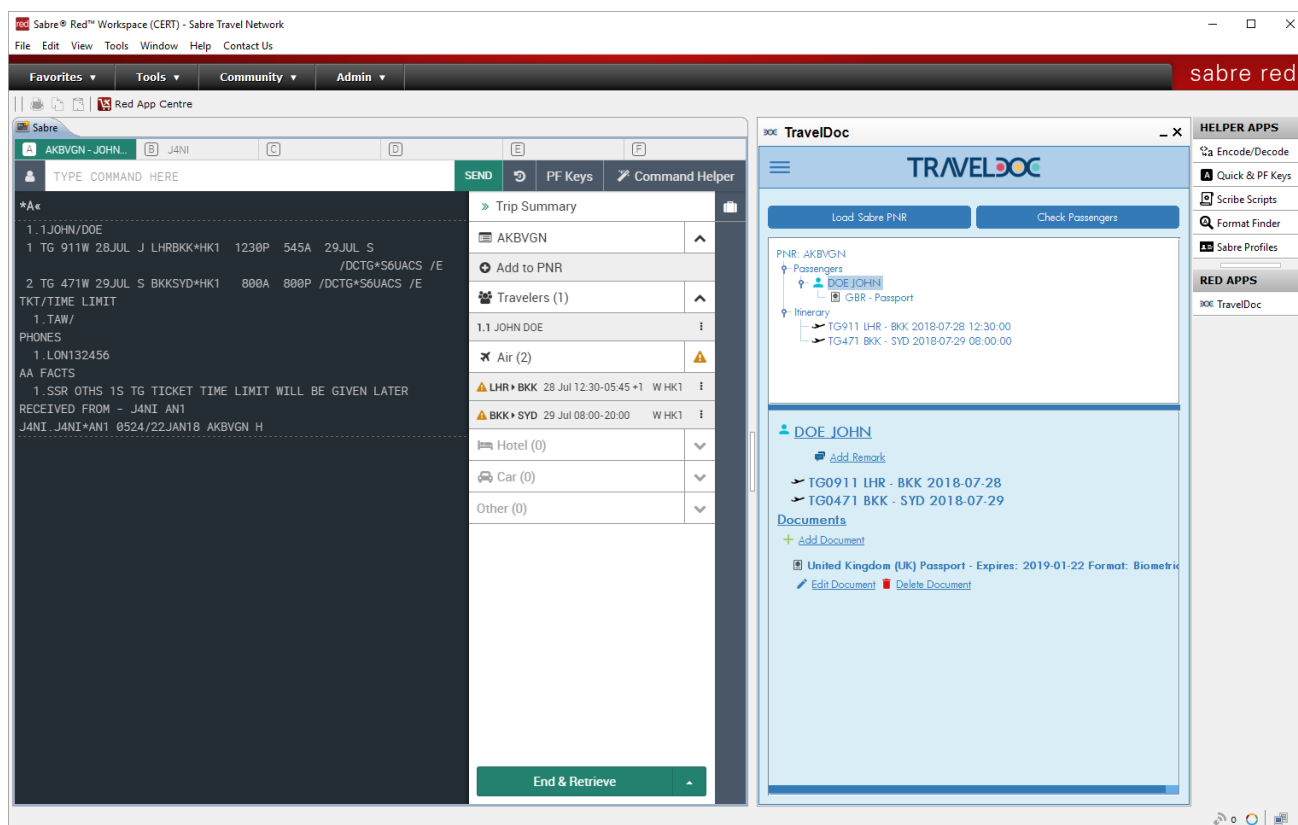 red Sabre® Red™ Workspace (CERT) - Sabre Travel Network
File Edit View Tools Window Help Contact Us
Favorites Tools Community Admin
sabre red
Red App Centre
Sabre
A AKBVGN - JOHN... B J4NI C D E F
TYPE COMMAND HERE
SEND PF Keys Command Helper
*A«
1.1JOHN/DOE
1 TG 911W 28JUL J LHRBKK*HK1 1230P 545A 29JUL S
/DCTG*S6UACS /E
2 TG 471W 29JUL S BKKSYD*HK1 800A 800P /DCTG*S6UACS /E
TKT/TIME LIMIT
1.TAW/
PHONES
1.LON132456
AA FACTS
1.SSR OTHS 1S TG TICKET TIME LIMIT WILL BE GIVEN LATER
RECEIVED FROM - J4NI AN1
J4NI.J4NI*AN1 0524/22JAN18 AKBVGN H
» Trip Summary
AKBVGN
Add to PNR
Travelers (1)
1.1 JOHN DOE
Air (2)
LHR BKK 28 Jul 12:30-05:45 +1 W HK1
BKK SYD 29 Jul 08:00-20:00 W HK1
Hotel (0)
Car (0)
Other (0)
End & Retrieve
DOC TravelDoc
TRAVELDOC
Load Sabre PNR
Check Passengers
PNR: AKBVGN
Passengers
DOE JOHN
GBR - Passport
Itinerary
TG911 LHR - BKK 2018-07-28 12:30:00
TG471 BKK - SYD 2018-07-29 08:00:00
DOE JOHN
Add Remark
TG0911 LHR - BKK 2018-07-28
TG0471 BKK - SYD 2018-07-29
Documents
Add Document
United Kingdom (UK) Passport - Expires: 2019-01-22 Format: Biometric
Edit Document Delete Document
HELPER APPS
Encode/Decode
A Quick & PF Keys
Scribe Scripts
Format Finder
Sabre Profiles
RED APPS
DOC TravelDoc
0